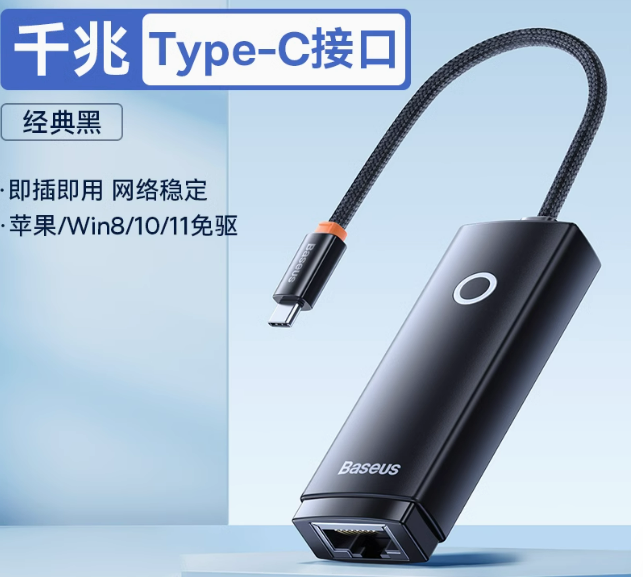 千兆 Type-C接口
经典黑
·即插即用 网络稳定
·苹果/Win8/10/11免驱
Baseus
Baseus